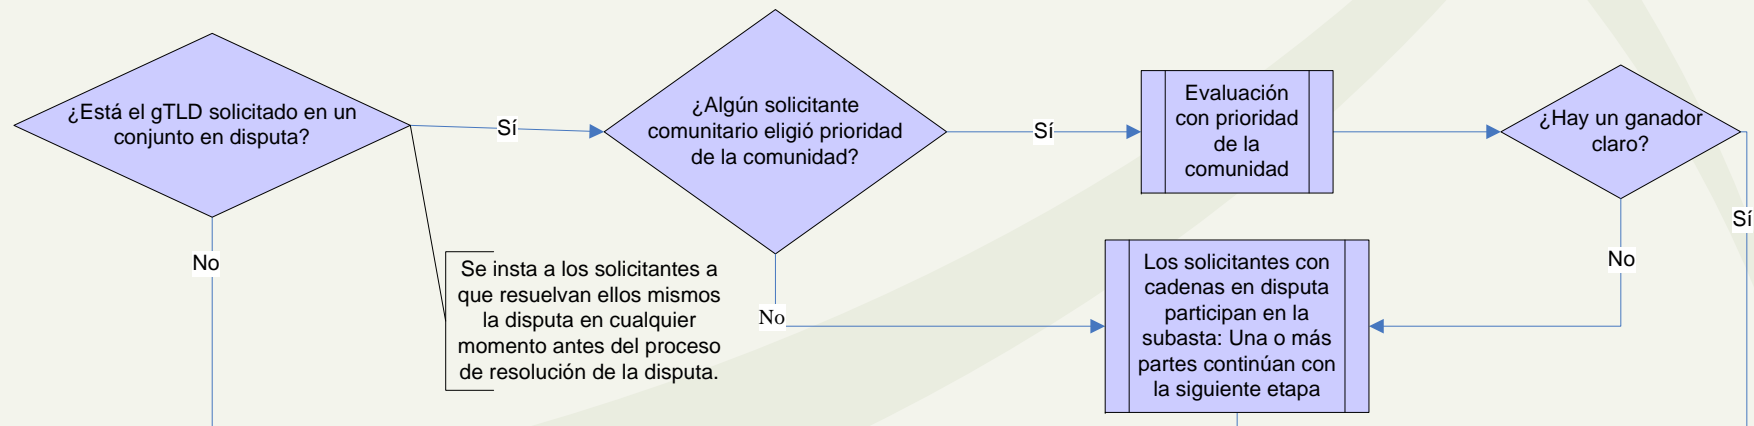 ¿Está el gTLD solicitado en un
conjunto en disputa?
Sí
¿Algún solicitante
comunitario eligió prioridad
de la comunidad?
Sí
Evaluación
con prioridad
de la
comunidad
¿Hay un ganador
claro?
Sí
No
Se insta a los solicitantes a
que resuelvan ellos mismos
la disputa en cualquier
momento antes del proceso
de resolución de la disputa.
No
Los solicitantes con
cadenas en disputa
participan en la
subasta: Una o más
partes continúan con
la siguiente etapa
No